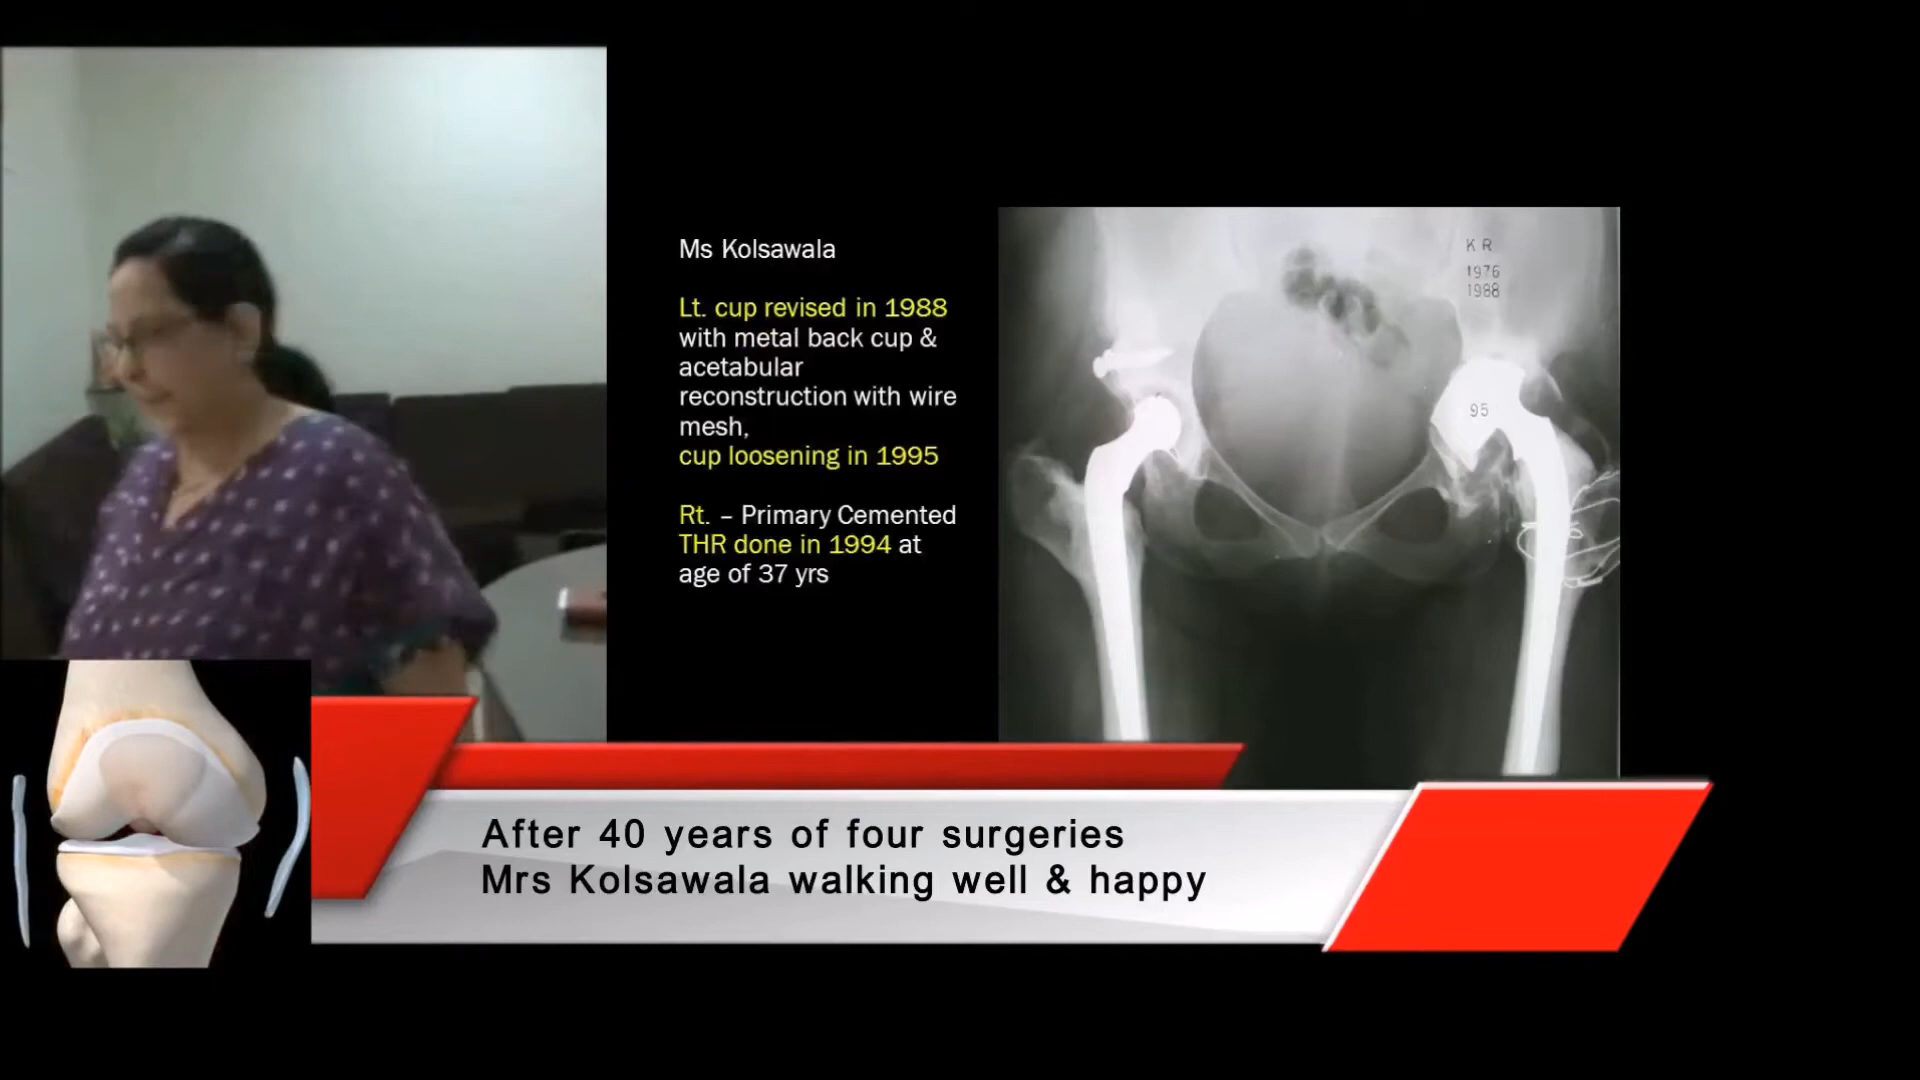 Ms Kolsawala
Lt. cup revised in 1988
with metal back cup &
acetabular
reconstruction with wire
mesh,
cup loosening in 1995
Rt. – Primary Cemented
THR done in 1994 at
age of 37 yrs
K R
1976
1988
95
After 40 years of four surgeries
Mrs Kolsawala walking well & happy